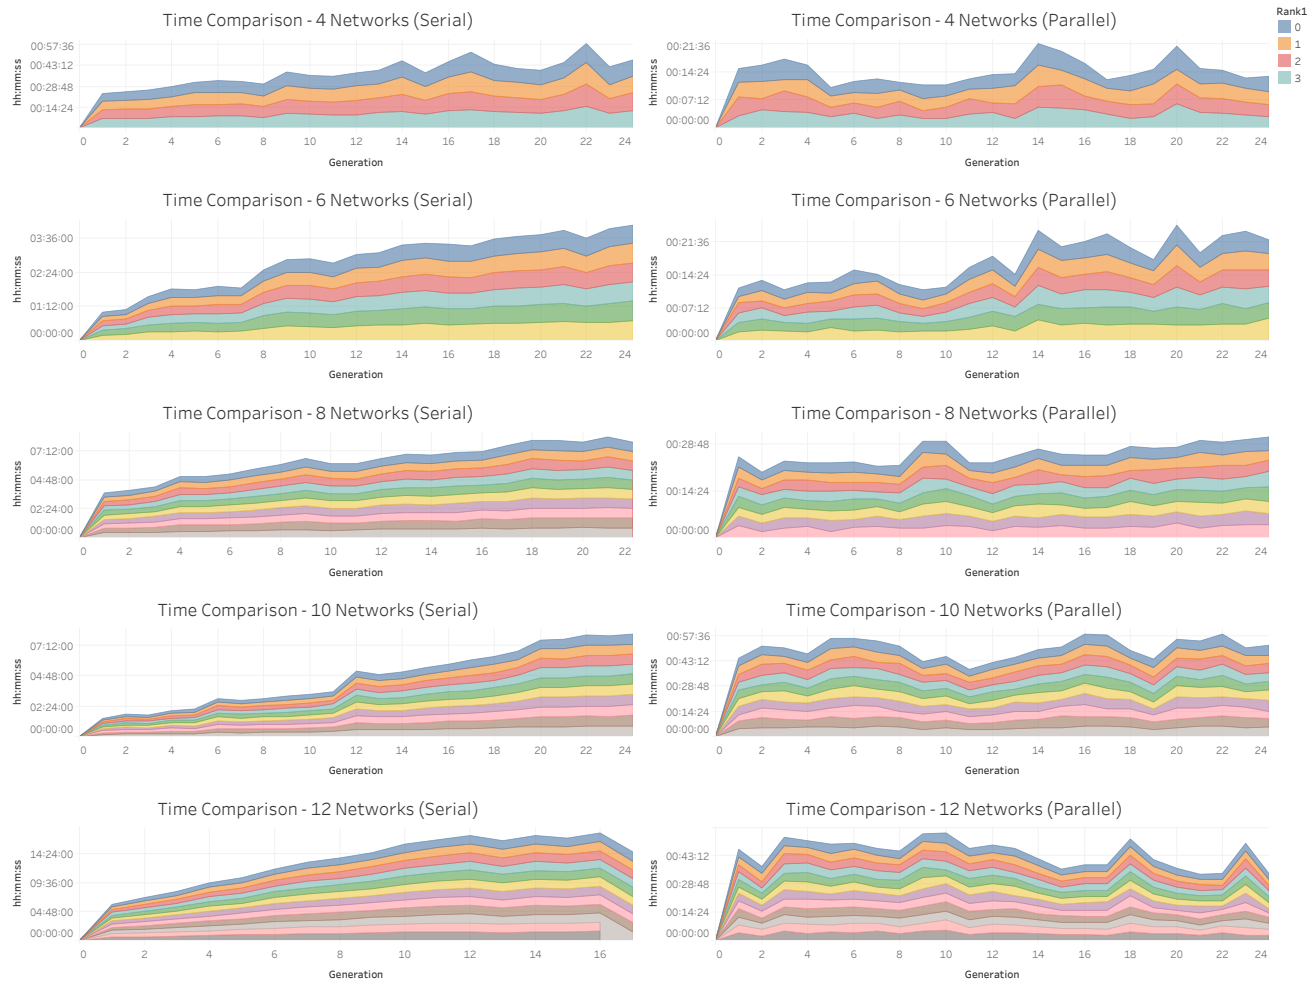 Time Comparison - 4 Networks (Serial)
hh:mm:ss
00:57:36
00:43:12
00:28:48
00:14:24
0 2 4 6 8 10 12 14 16 18 20 22 24
Generation
Time Comparison - 4 Networks (Parallel)
hh:mm:ss
00:21:36
00:14:24
00:07:12
00:00:00
0 2 4 6 8 10 12 14 16 18 20 22 24
Generation
Rank1
0
1
2
3
Time Comparison - 6 Networks (Serial)
hh:mm:ss
03:36:00
02:24:00
01:12:00
00:00:00
0 2 4 6 8 10 12 14 16 18 20 22 24
Generation
Time Comparison - 6 Networks (Parallel)
hh:mm:ss
00:21:36
00:14:24
00:07:12
00:00:00
0 2 4 6 8 10 12 14 16 18 20 22 24
Generation
Time Comparison - 8 Networks (Serial)
hh:mm:ss
07:12:00
04:48:00
02:24:00
00:00:00
0 2 4 6 8 10 12 14 16 18 20 22
Generation
Time Comparison - 8 Networks (Parallel)
hh:mm:ss
00:28:48
00:14:24
00:00:00
0 2 4 6 8 10 12 14 16 18 20 22 24
Generation
Time Comparison - 10 Networks (Serial)
hh:mm:ss
07:12:00
04:48:00
02:24:00
00:00:00
0 2 4 6 8 10 12 14 16 18 20 22 24
Generation
Time Comparison - 10 Networks (Parallel)
hh:mm:ss
00:57:36
00:43:12
00:28:48
00:14:24
00:00:00
0 2 4 6 8 10 12 14 16 18 20 22 24
Generation
Time Comparison - 12 Networks (Serial)
hh:mm:ss
14:24:00
09:36:00
04:48:00
00:00:00
0 2 4 6 8 10 12 14 16
Generation
Time Comparison - 12 Networks (Parallel)
hh:mm:ss
00:43:12
00:28:48
00:14:24
00:00:00
0 2 4 6 8 10 12 14 16 18 20 22 24
Generation